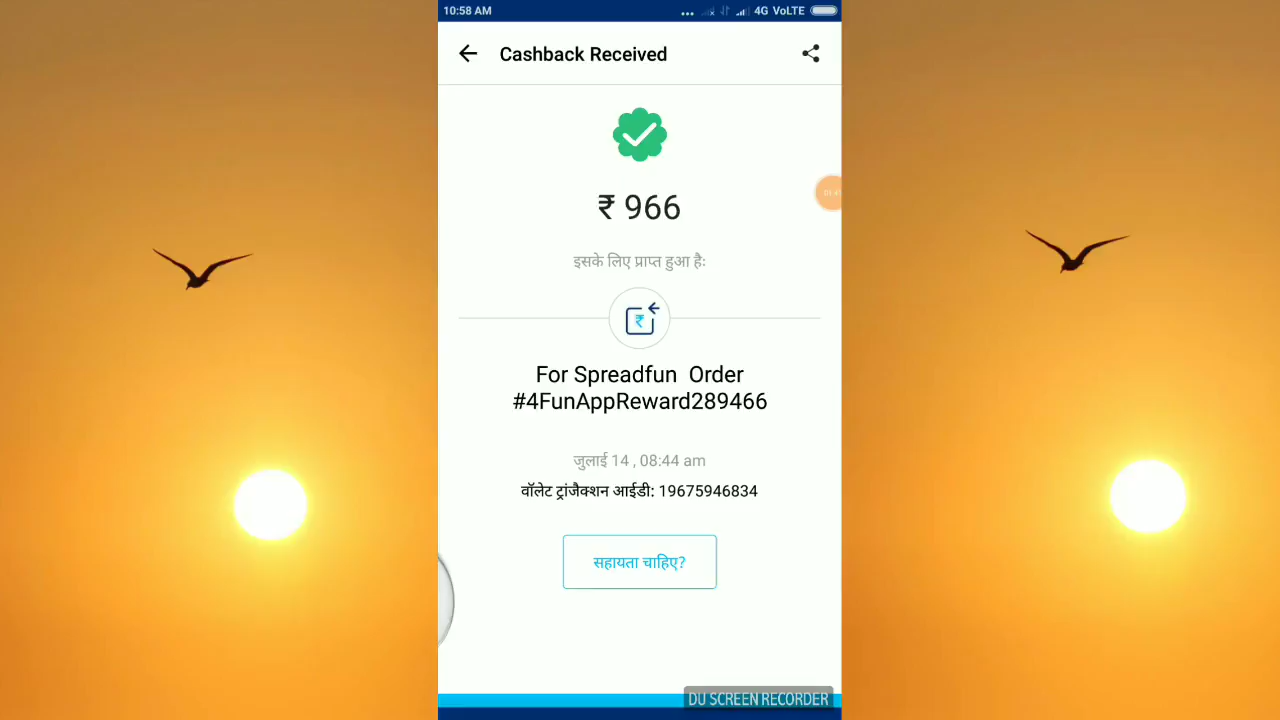 10:58 AM
4G VoLTE
Cashback Received
₹ 966
इसके लिए प्राप्त हुआ है:
₹
For Spreadfun Order
#4FunAppReward289466
जुलाई 14 , 08:44 am
वॉलेट ट्रांजैक्शन आईडी: 19675946834
सहायता चाहिए?
DU SCREEN RECORDER